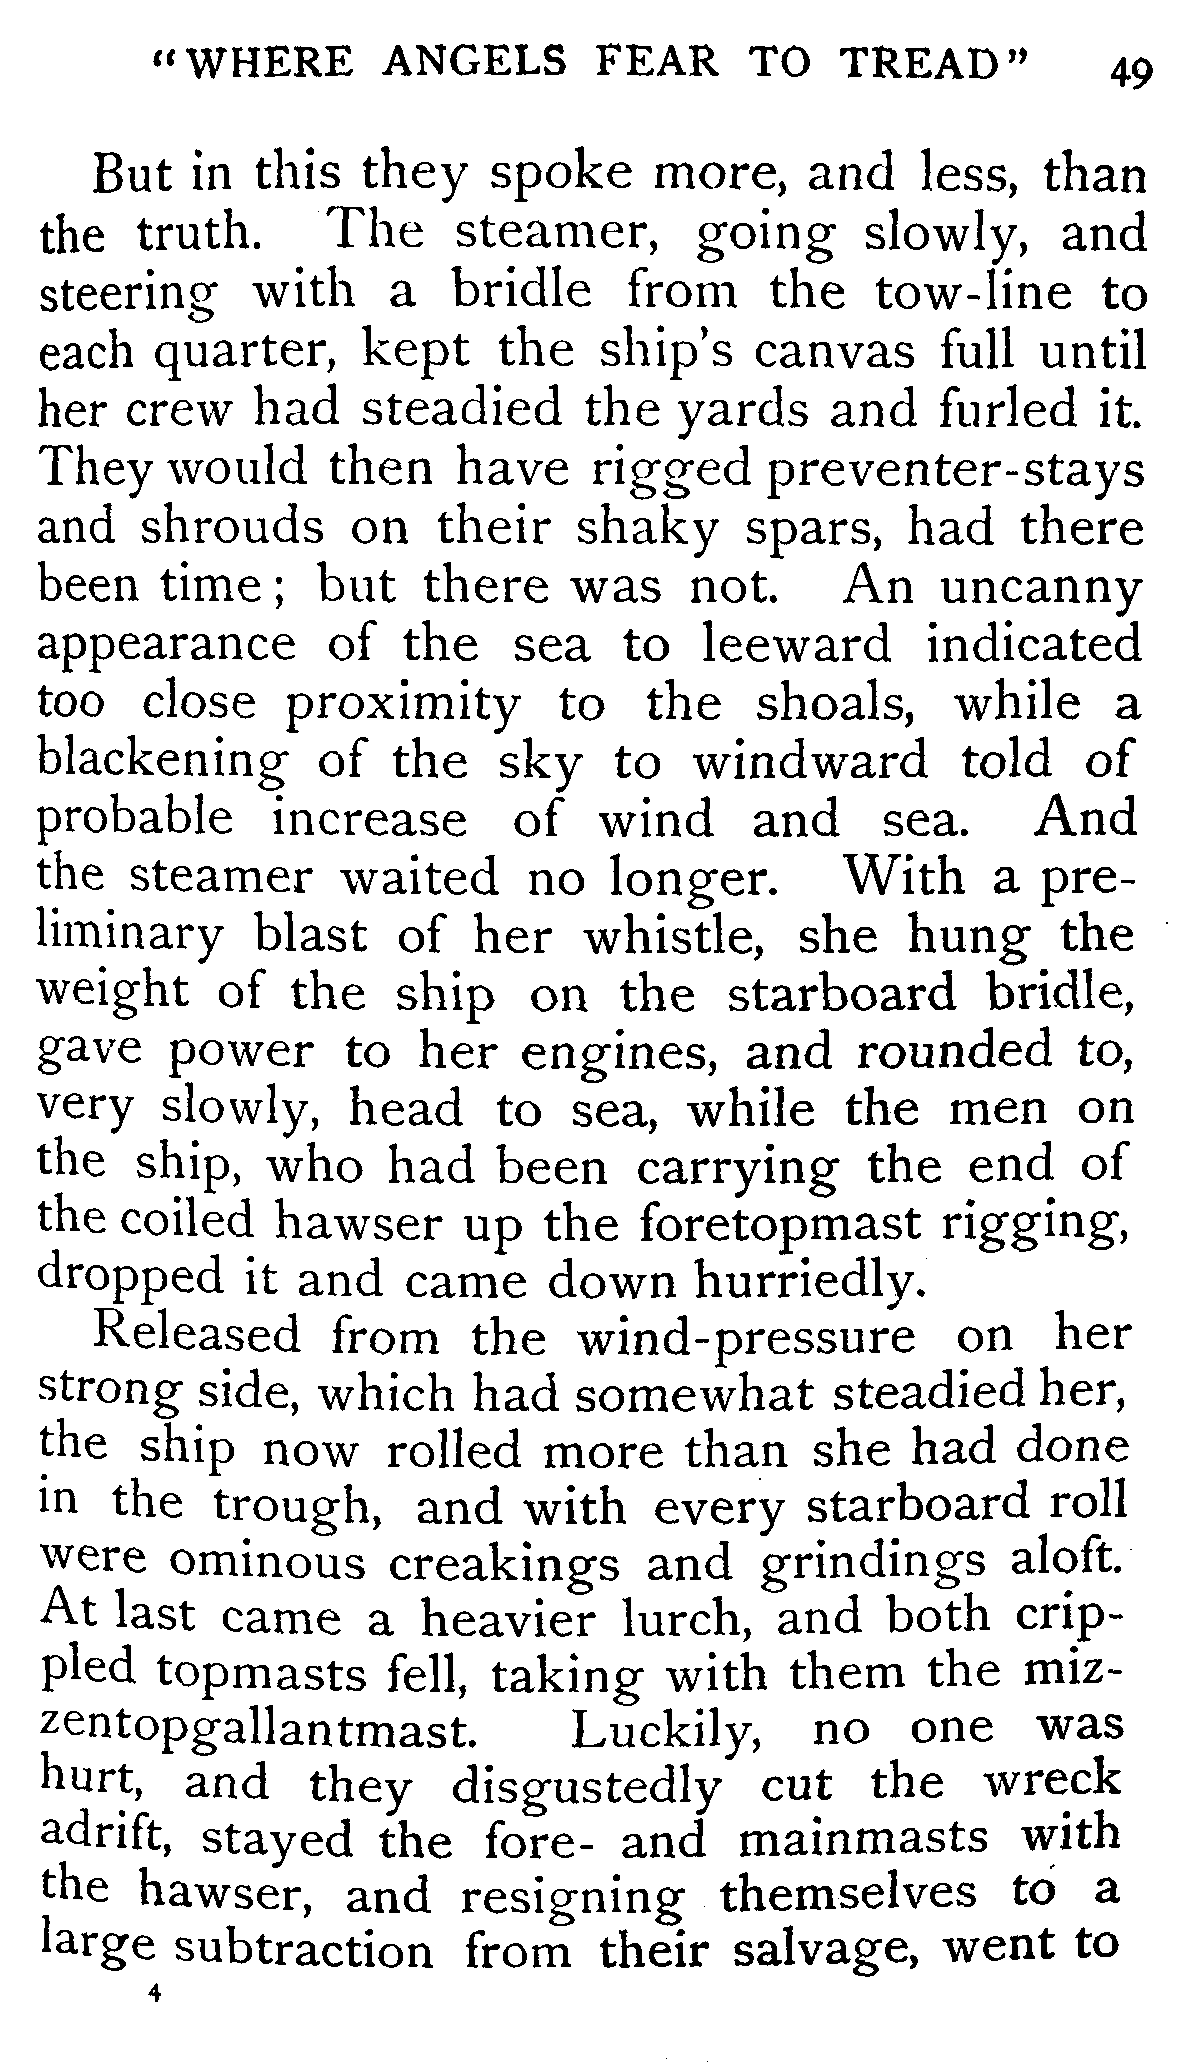 “WHERE ANGELS FEAR TO TREAD” 49
But in this they spoke more, and less, than
the truth. The steamer, going slowly, and
steering with a bridle from the tow-line to
each quarter, kept the ship's canvas full until
her crew had steadied the yards and furled it.
They would then have rigged preventer-stays
and shrouds on their shaky spars, had there
been time; but there was not. An uncanny
appearance of the sea to leeward indicated
too close proximity to the shoals, while a
blackening of the sky to windward told of
probable increase of wind and sea. And
the steamer waited no longer. With a pre-
liminary blast of her whistle, she hung the
weight of the ship on the starboard bridle,
gave power to her engines, and rounded to,
very slowly, head to sea, while the men on
the ship, who had been carrying the end of
the coiled hawser up the foretopmast rigging,
dropped it and came down hurriedly.
Released from the wind-pressure on her
strong side, which had somewhat steadied her,
the ship now rolled more than she had done
in the trough, and with every starboard roll
were ominous creakings and grindings aloft.
At last came a heavier lurch, and both crip-
pled topmasts fell, taking with them the miz-
zentopgallantmast. Luckily, no one was
hurt, and they disgustedly cut the wreck
adrift, stayed the fore- and mainmasts with
the hawser, and resigning themselves to a
large subtraction from their salvage, went to
4